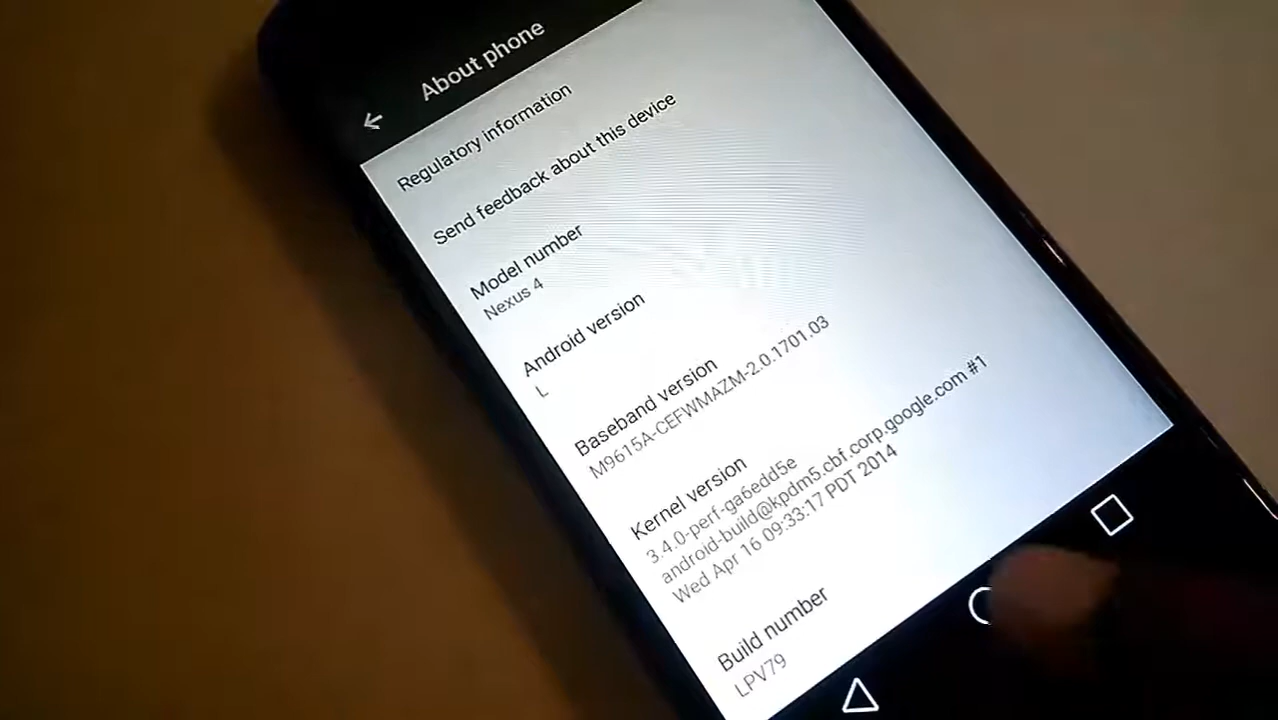 About phone
Regulatory information
Send feedback about this device
Model number
Nexus 4
Android version
L
Baseband version
M9615A-CEFWMAZM-2.0.1701.03
Kernel version
3.4.0-perf-ga6edd5e
android-build@kpdm5.cbf.corp.google.com #1
Wed Apr 16 09:33:17 PDT 2014
Build number
LPV79